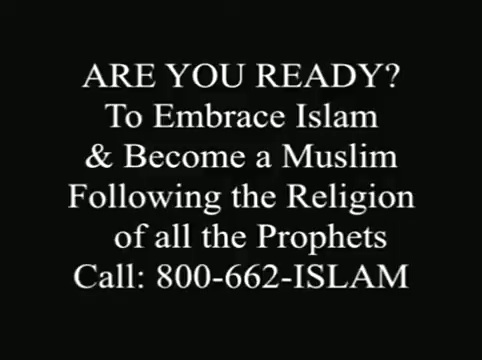 ARE YOU READY?
To Embrace Islam
& Become a Muslim
Following the Religion
of all the Prophets
Call: 800-662-ISLAM